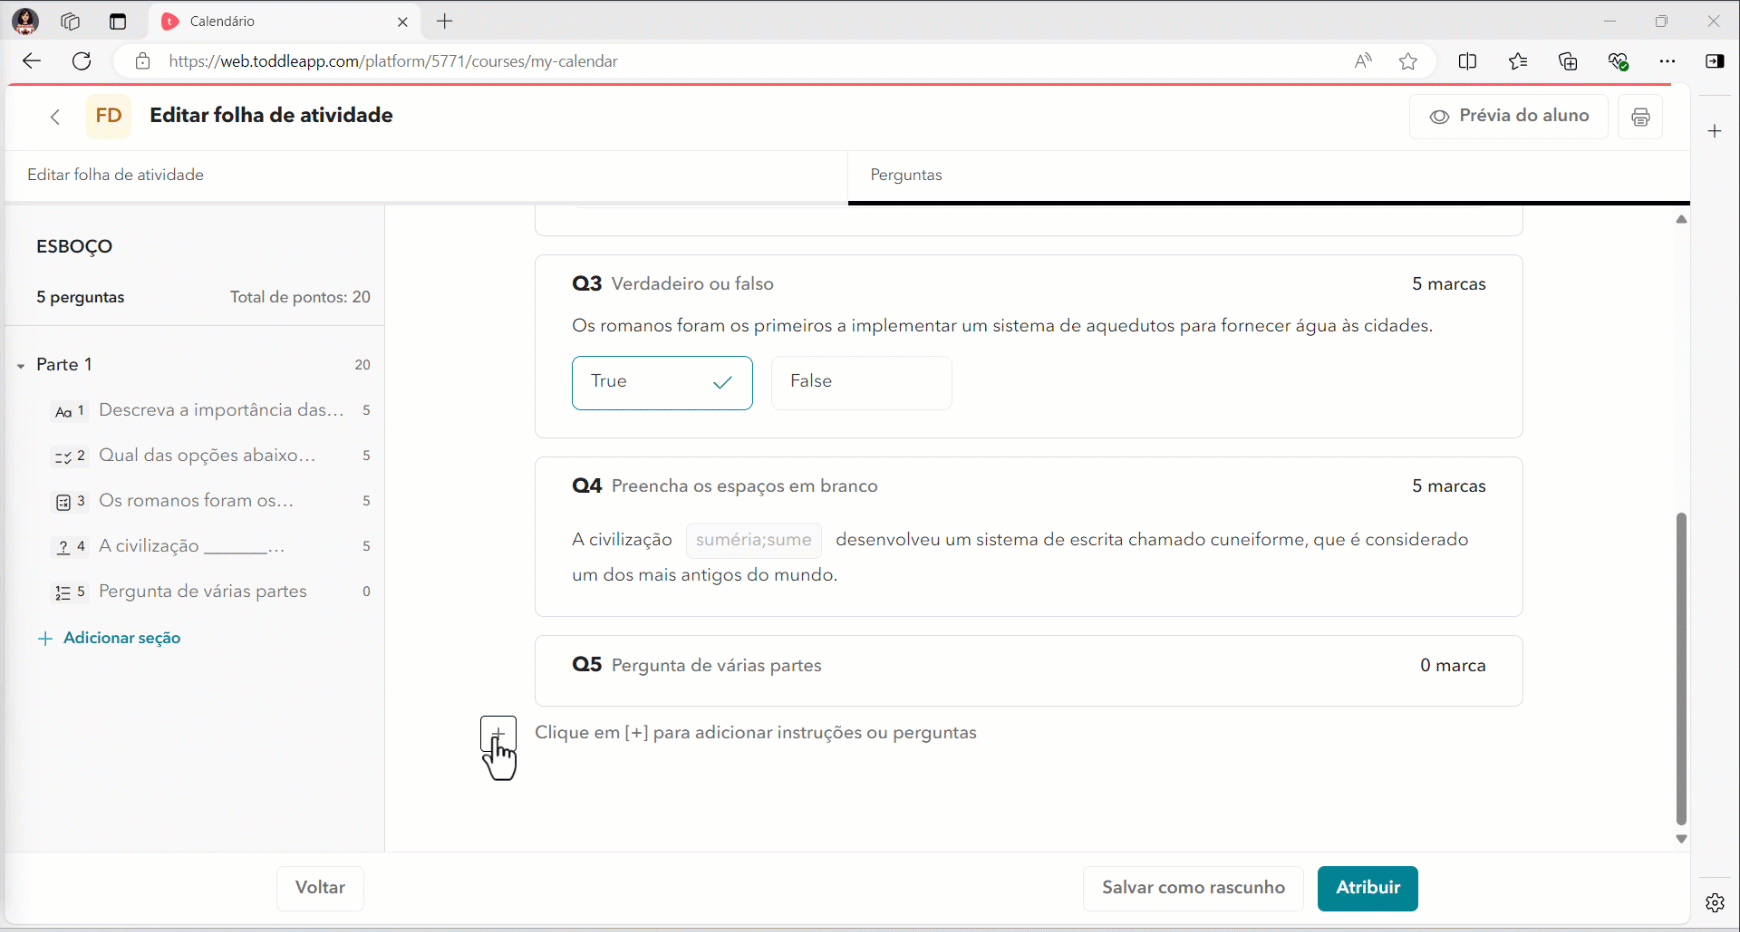 Calendário
https://web.toddleapp.com/platform/5771/courses/my-calendar
FD
Editar folha de atividade
Prévia do aluno
Editar folha de atividade
Perguntas
ESBOÇO
5 perguntas
Total de pontos: 20
Parte 1
20
Aa 1 Descreva a importância das... 5
2 Qual das opções abaixo... 5
3 Os romanos foram os... 5
? 4 A civilização _______... 5
5 Pergunta de várias partes 0
+ Adicionar seção
Q3 Verdadeiro ou falso
5 marcas
Os romanos foram os primeiros a implementar um sistema de aquedutos para fornecer água às cidades.
True
False
Q4 Preencha os espaços em branco
5 marcas
A civilização suméria;sume desenvolveu um sistema de escrita chamado cuneiforme, que é considerado
um dos mais antigos do mundo.
Q5 Pergunta de várias partes
0 marca
Clique em [+] para adicionar instruções ou perguntas
Voltar
Salvar como rascunho
Atribuir